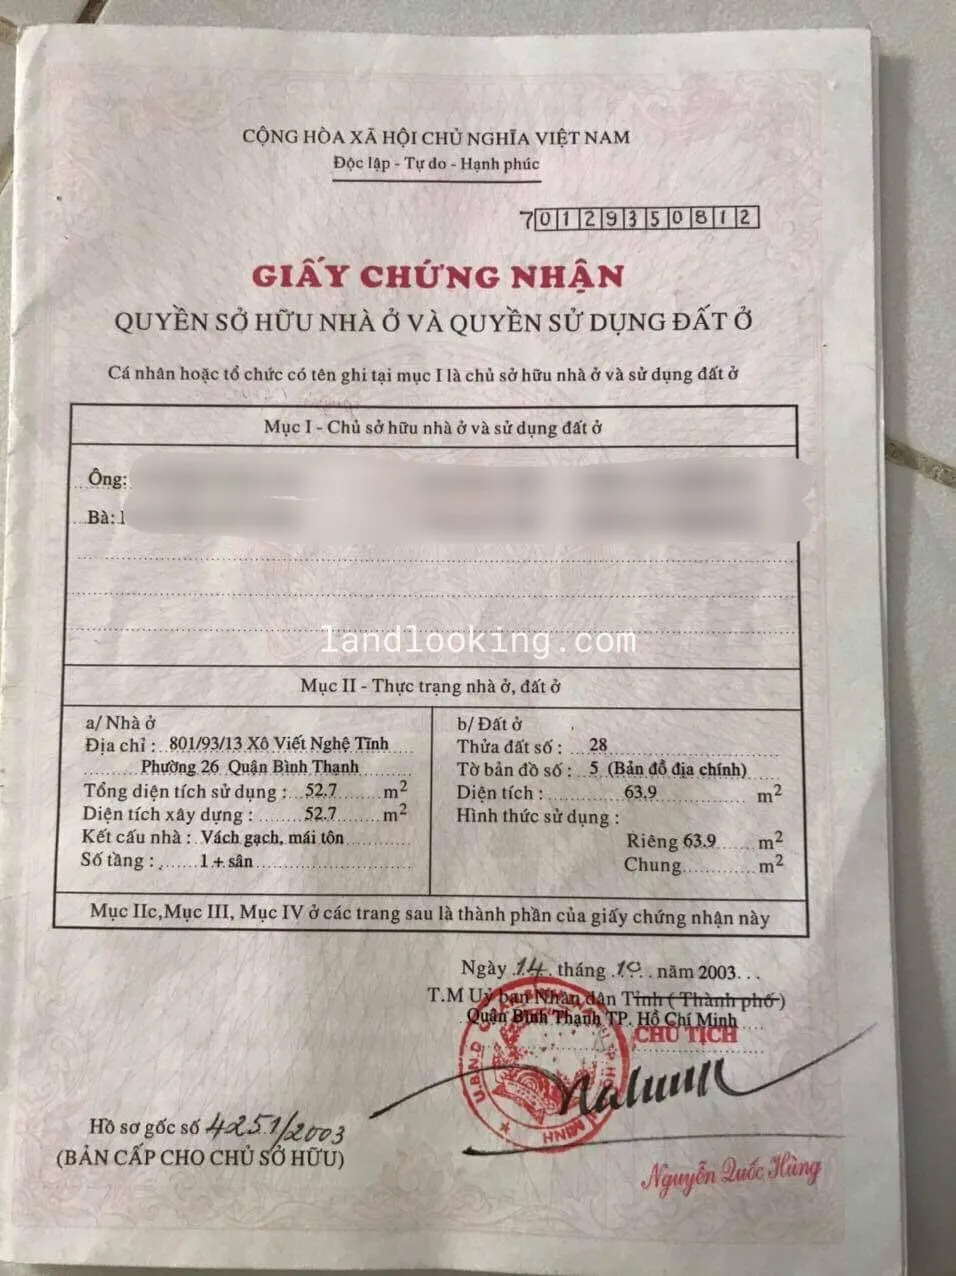 CỘNG HÒA XÃ HỘI CHỦ NGHĨA VIỆT NAM
Độc lập - Tự do - Hạnh phúc
70129350812
GIẤY CHỨNG NHẬN
QUYỀN SỞ HỮU NHÀ Ở VÀ QUYỀN SỬ DỤNG ĐẤT Ở
Cá nhân hoặc tổ chức có tên ghi tại mục I là chủ sở hữu nhà ở và sử dụng đất ở
Mục I - Chủ sở hữu nhà ở và sử dụng đất ở
Ông:
Bà:
landlooking.com
Mục II - Thực trạng nhà ở, đất ở
a/ Nhà ở
Địa chỉ : 801/93/13 Xô Viết Nghệ Tĩnh
Phường 26 Quận Bình Thạnh
Tổng diện tích sử dụng : 52.7 m2
Diện tích xây dựng : 52.7 m2
Kết cấu nhà : Vách gạch, mái tôn
Số tầng : 1 + sân
b/ Đất ở
Thửa đất số : 28
Tờ bản đồ số : 5 (Bản đồ địa chính)
Diện tích : 63.9 m2
Hình thức sử dụng :
Riêng 63.9 m2
Chung m2
Mục IIc,Mục III, Mục IV ở các trang sau là thành phần của giấy chứng nhận này
Ngày 14 tháng 10 năm 2003
T.M Uỷ ban Nhân dân Tỉnh ( Thành phố )
Quận Bình Thạnh TP. Hồ Chí Minh
CHỦ TỊCH
U.B.N.D
MINH
Hồ sơ gốc số 4251/2003
(BẢN CẤP CHO CHỦ SỞ HỮU)
Nguyễn Quốc Hùng